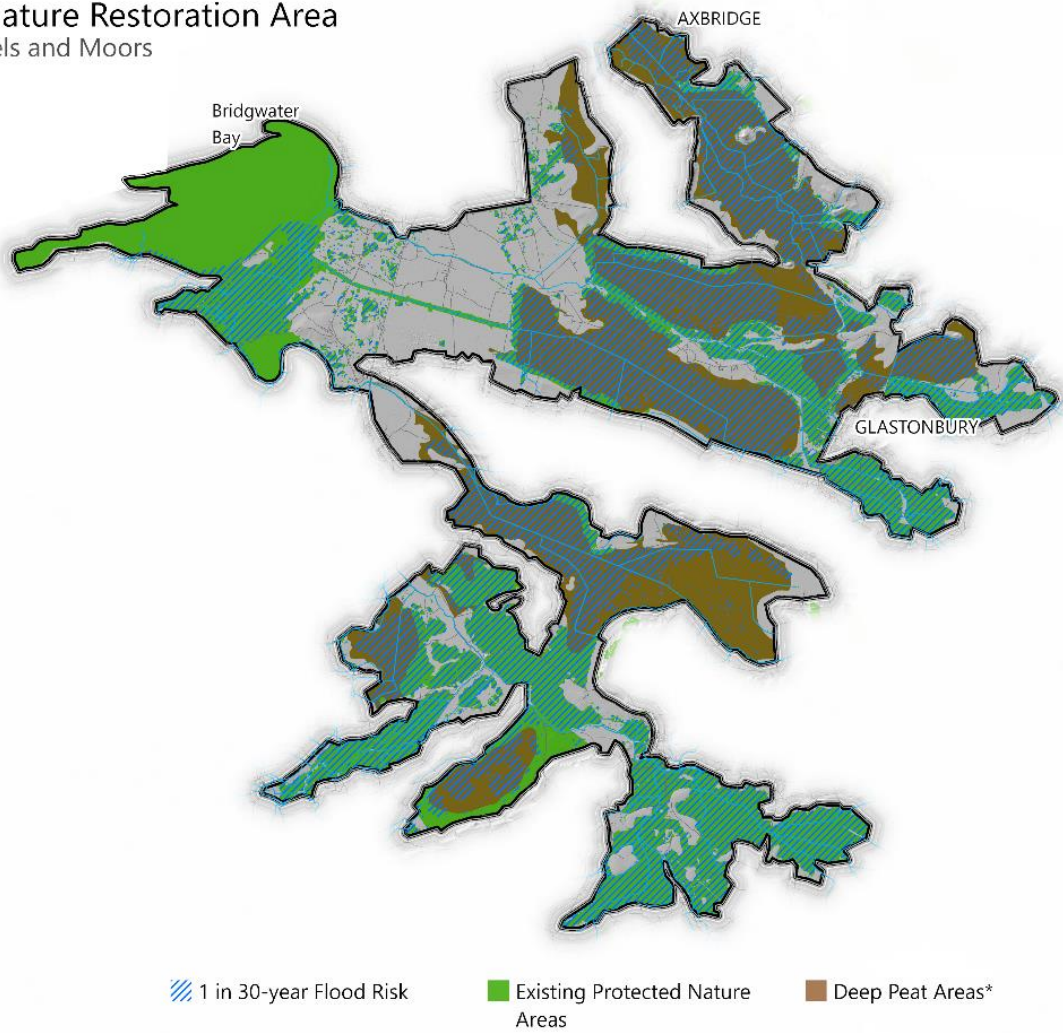 ature Restoration Area
els and Moors
AXBRIDGE
Bridgwater
Bay
GLASTONBURY
1 in 30-year Flood Risk
Existing Protected Nature
Areas
Deep Peat Areas*